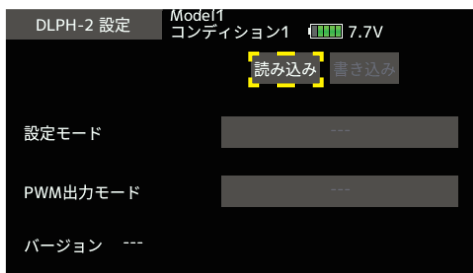 DLPH-2 設定
Model1
コンディション1 7.7V
読み込み 書き込み
設定モード ---
PWM出力モード ---
バージョン ---